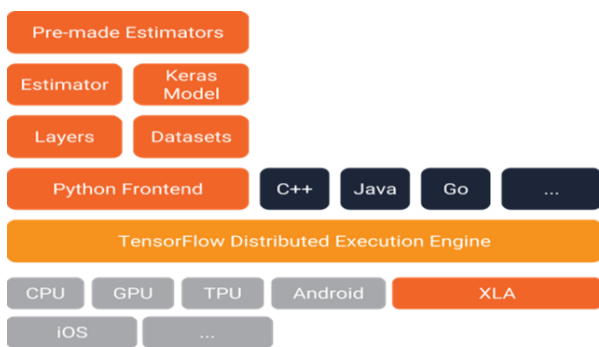 Pre-made Estimators
Estimator
Keras
Model
Layers
Datasets
Python Frontend
C++
Java
Go
...
TensorFlow Distributed Execution Engine
CPU
GPU
TPU
Android
XLA
iOS
...